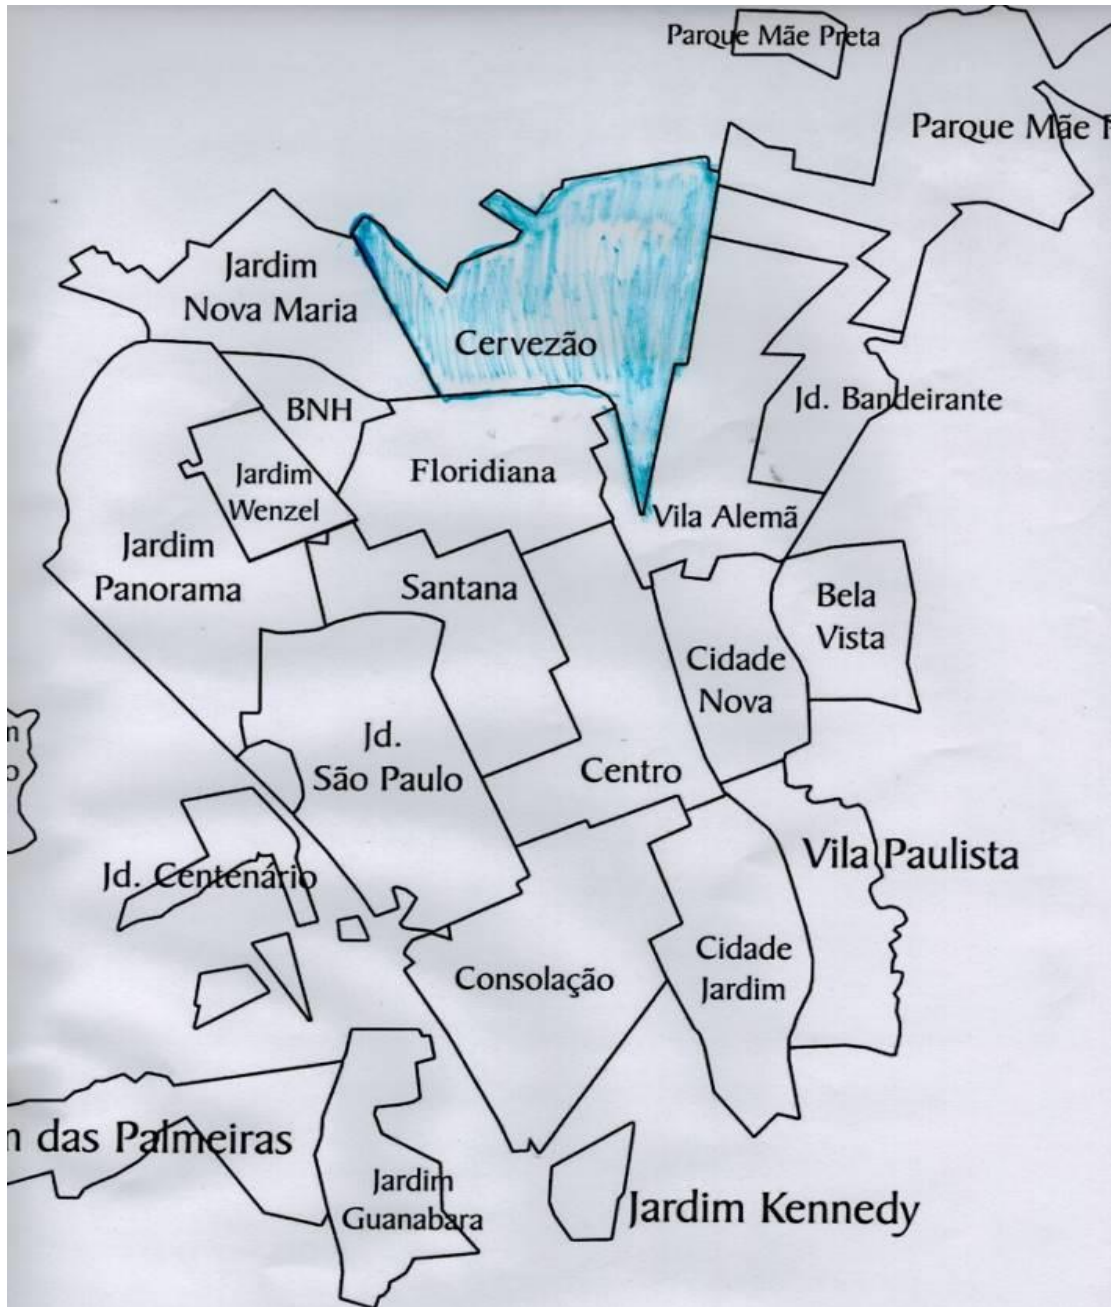 Parque Mãe Preta
Parque Mãe
Jardim
Nova Maria
Cervezão
BNH
Jd. Bandeirante
Floridiana
Jardim
Wenzel
Vila Alemã
Jardim
Panorama
Santana
Bela
Vista
Cidade
Nova
Jd.
São Paulo
Centro
Jd. Centenário
Vila Paulista
Cidade
Jardim
Consolação
das Palmeiras
Jardim
Guanabara
Jardim Kennedy